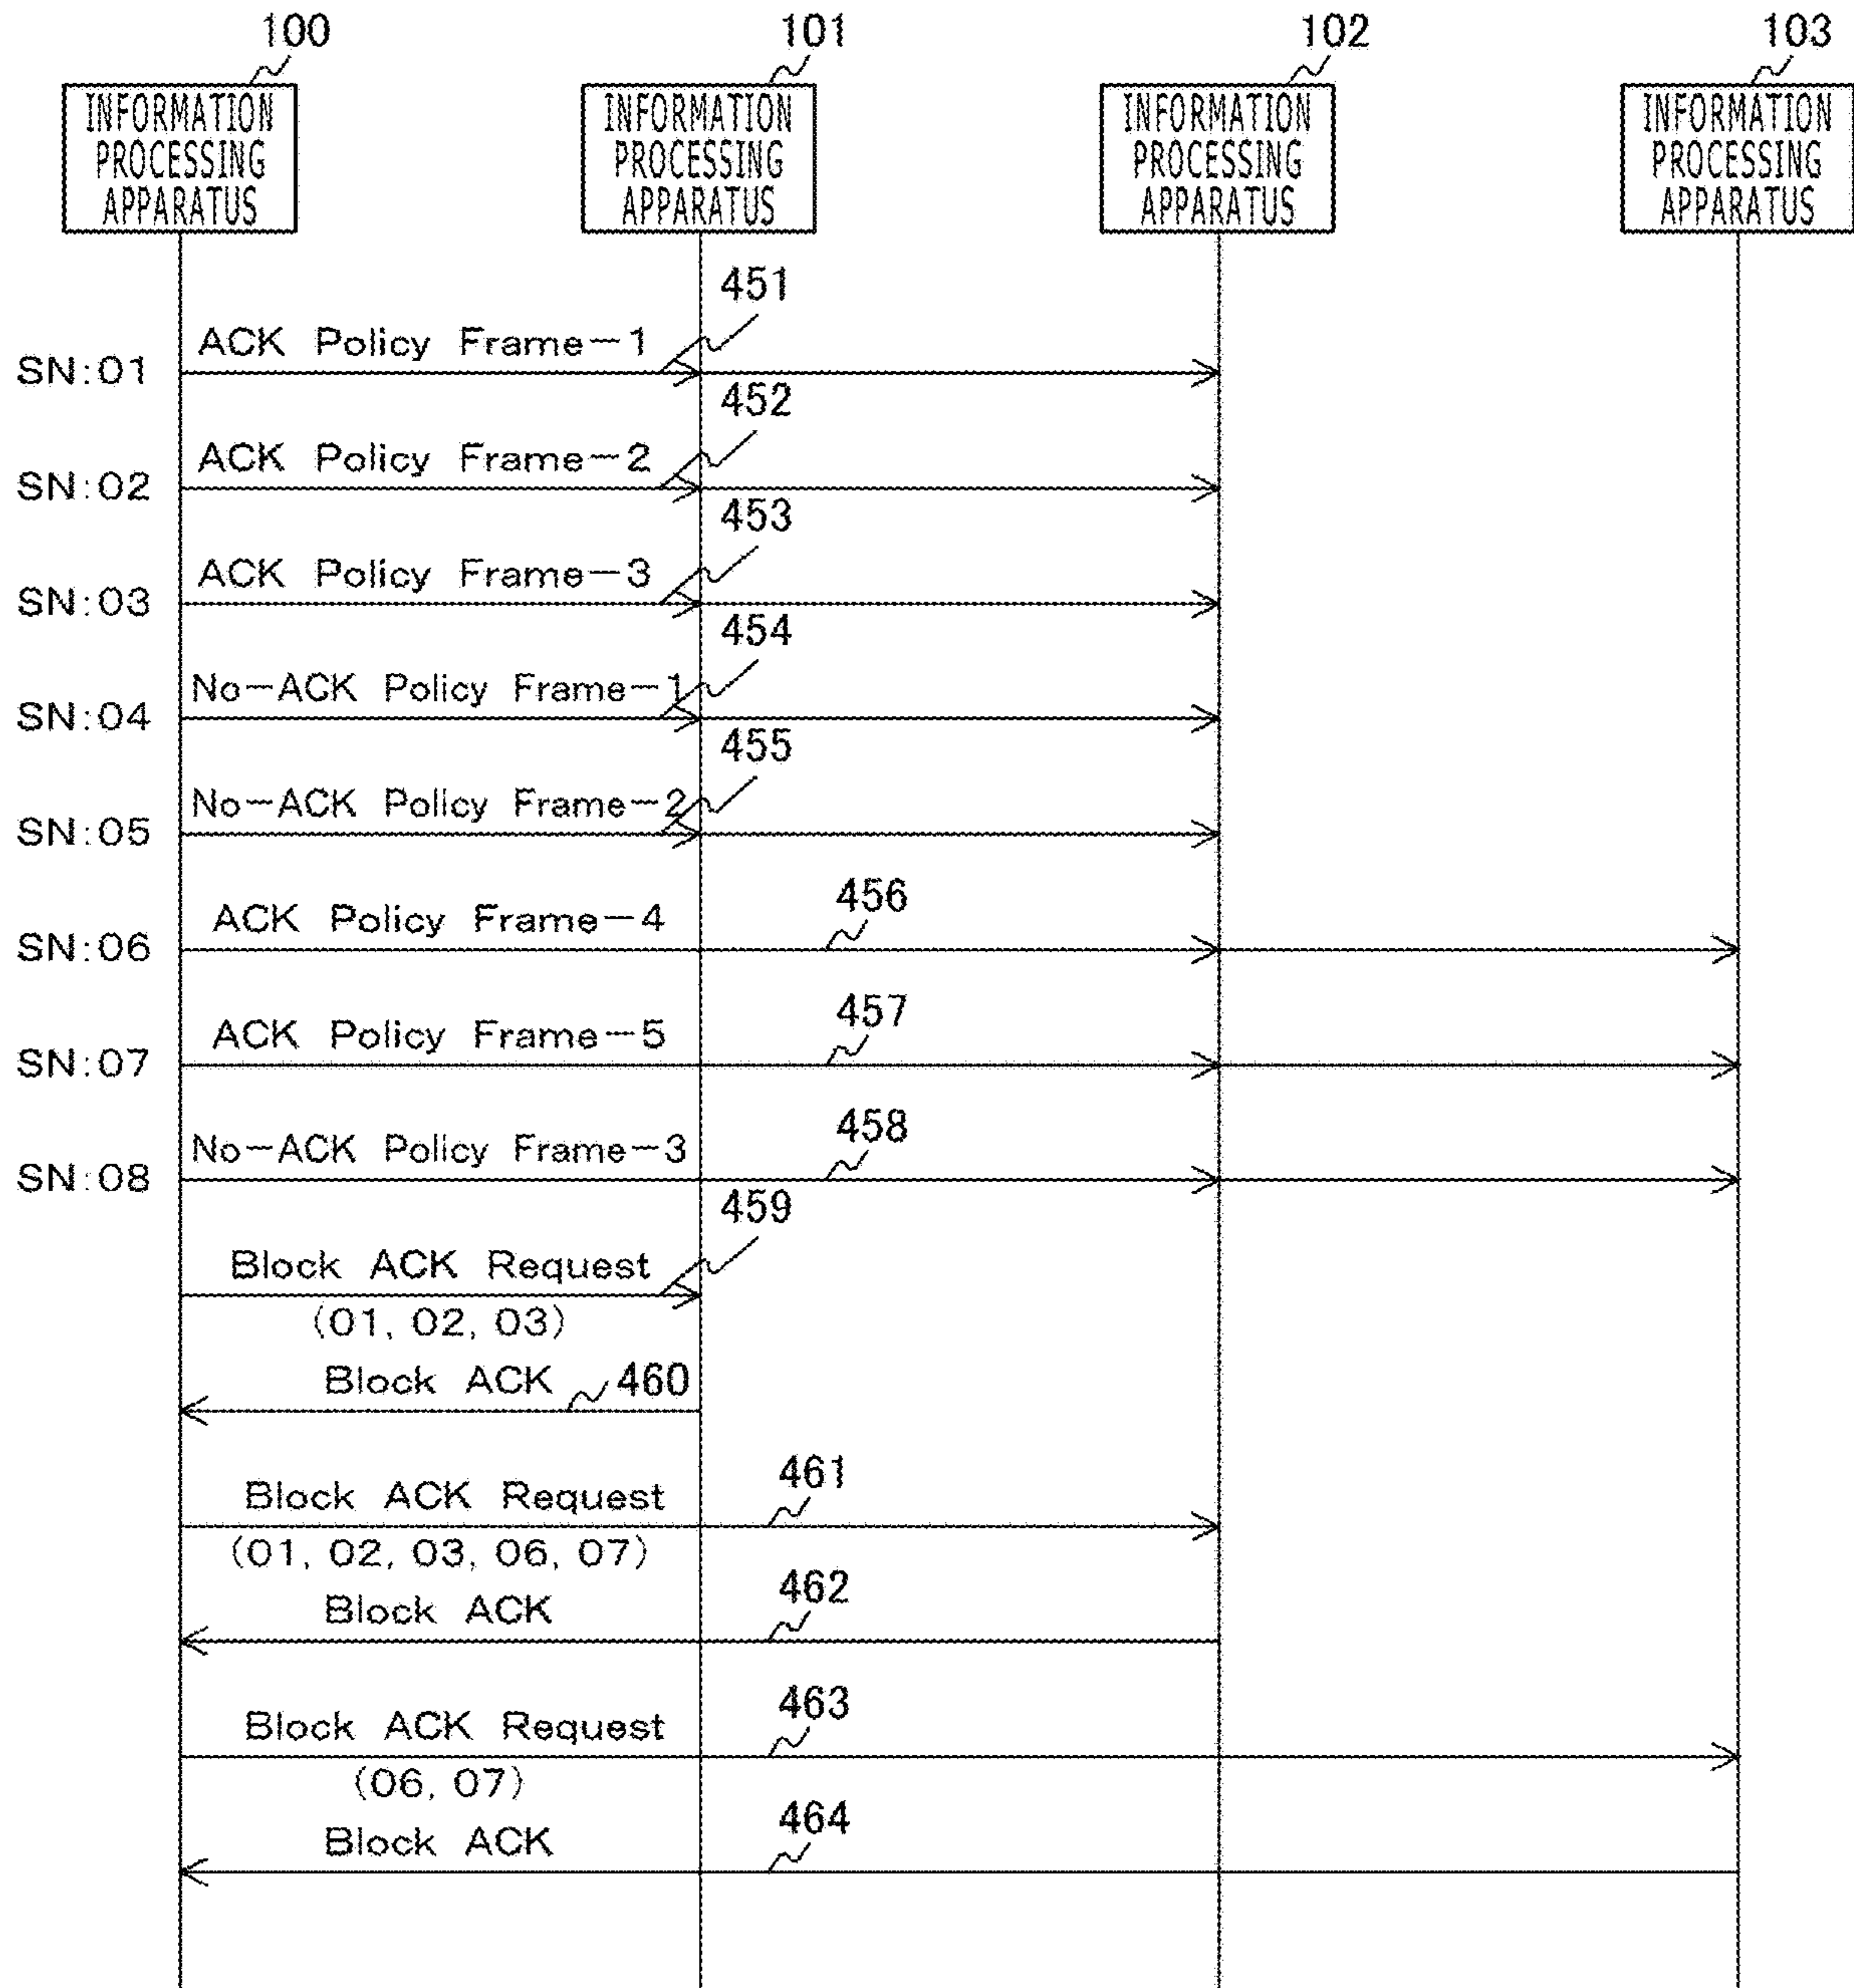 100
101
102
103
INFORMATION
PROCESSING
APPARATUS
INFORMATION
PROCESSING
APPARATUS
INFORMATION
PROCESSING
APPARATUS
INFORMATION
PROCESSING
APPARATUS
451
ACK Policy Frame-1
SN:01
452
ACK Policy Frame-2
SN:02
453
ACK Policy Frame-3
SN:03
454
No-ACK Policy Frame-1
SN:04
455
No-ACK Policy Frame-2
SN:05
456
ACK Policy Frame-4
SN:06
457
ACK Policy Frame-5
SN:07
458
No-ACK Policy Frame-3
SN:08
459
Block ACK Request
(01, 02, 03)
Block ACK 460
461
Block ACK Request
(01, 02, 03, 06, 07)
462
Block ACK
463
Block ACK Request
(06, 07)
464
Block ACK